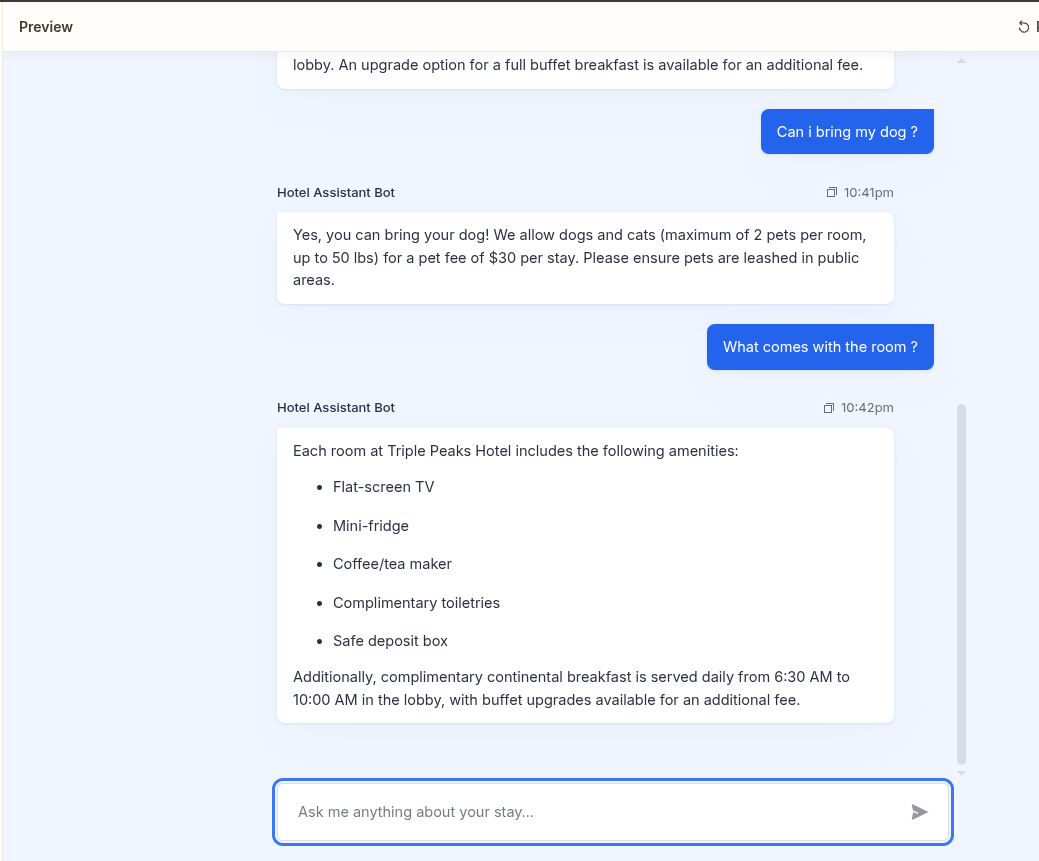 Preview
lobby. An upgrade option for a full buffet breakfast is available for an additional fee.
Can i bring my dog ?
Hotel Assistant Bot
10:41pm
Yes, you can bring your dog! We allow dogs and cats (maximum of 2 pets per room,
up to 50 lbs) for a pet fee of $30 per stay. Please ensure pets are leashed in public
areas.
What comes with the room ?
Hotel Assistant Bot
10:42pm
Each room at Triple Peaks Hotel includes the following amenities:
• Flat-screen TV
• Mini-fridge
• Coffee/tea maker
• Complimentary toiletries
• Safe deposit box
Additionally, complimentary continental breakfast is served daily from 6:30 AM to
10:00 AM in the lobby, with buffet upgrades available for an additional fee.
Ask me anything about your stay...